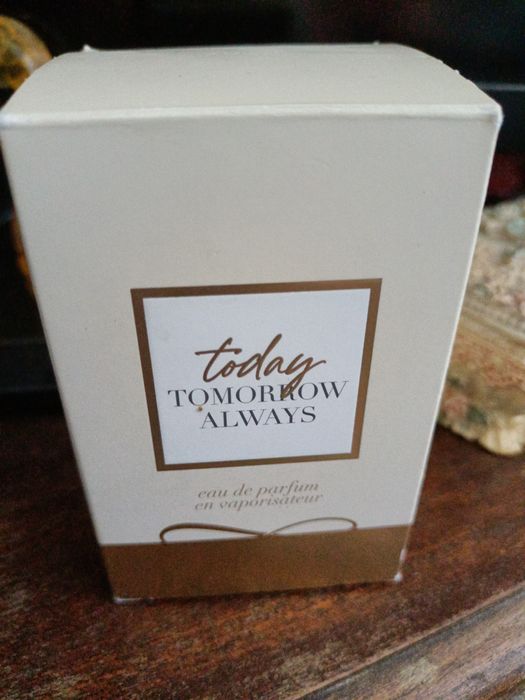 today
TOMORROW
ALWAYS
eau de parfum
en vaporisateur